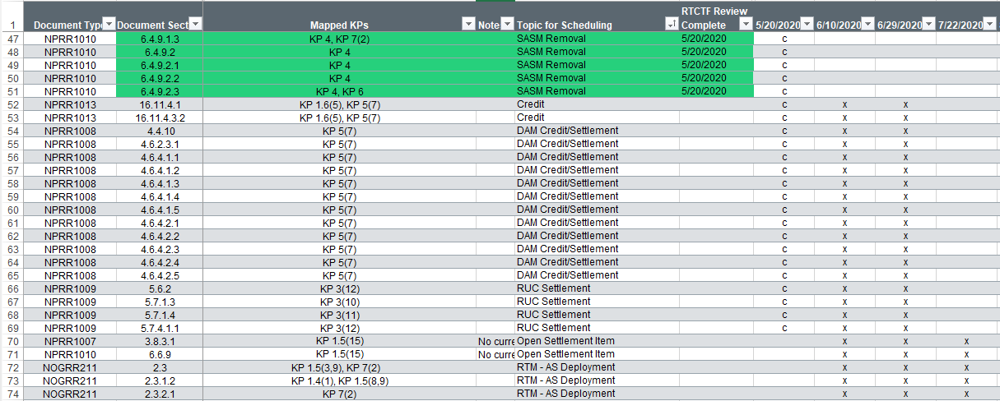 RTCTF Review
1 Document Type Document Sect Mapped KPs Note Topic for Scheduling Complete 5/20/2020 6/10/2020 6/29/2020 7/22/2020
47 NPRR1010 6.4.9.1.3 KP 4, KP 7(2) SASM Removal 5/20/2020 c
48 NPRR1010 6.4.9.2 KP 4 SASM Removal 5/20/2020 c
49 NPRR1010 6.4.9.2.1 KP 4 SASM Removal 5/20/2020 c
50 NPRR1010 6.4.9.2.2 KP 4 SASM Removal 5/20/2020 c
51 NPRR1010 6.4.9.2.3 KP 4, KP 6 SASM Removal 5/20/2020 c
52 NPRR1013 16.11.4.1 KP 1.6(5), KP 5(7) Credit c x x
53 NPRR1013 16.11.4.3.2 KP 1.6(5), KP 5(7) Credit c x x
54 NPRR1008 4.4.10 KP 5(7) DAM Credit/Settlement c x x
55 NPRR1008 4.6.2.3.1 KP 5(7) DAM Credit/Settlement c x x
56 NPRR1008 4.6.4.1.1 KP 5(7) DAM Credit/Settlement c x x
57 NPRR1008 4.6.4.1.2 KP 5(7) DAM Credit/Settlement c x x
58 NPRR1008 4.6.4.1.3 KP 5(7) DAM Credit/Settlement c x x
59 NPRR1008 4.6.4.1.4 KP 5(7) DAM Credit/Settlement c x x
60 NPRR1008 4.6.4.1.5 KP 5(7) DAM Credit/Settlement c x x
61 NPRR1008 4.6.4.2.1 KP 5(7) DAM Credit/Settlement c x x
62 NPRR1008 4.6.4.2.2 KP 5(7) DAM Credit/Settlement c x x
63 NPRR1008 4.6.4.2.3 KP 5(7) DAM Credit/Settlement c x x
64 NPRR1008 4.6.4.2.4 KP 5(7) DAM Credit/Settlement c x x
65 NPRR1008 4.6.4.2.5 KP 5(7) DAM Credit/Settlement c x x
66 NPRR1009 5.6.2 KP 3(12) RUC Settlement c x x
67 NPRR1009 5.7.1.3 KP 3(10) RUC Settlement c x x
68 NPRR1009 5.7.1.4 KP 3(11) RUC Settlement c x x
69 NPRR1009 5.7.4.1.1 KP 3(12) RUC Settlement c x x
70 NPRR1007 3.8.3.1 KP 1.5(15) No curre Open Settlement Item x x x
71 NPRR1010 6.6.9 KP 1.5(15) No curre Open Settlement Item x x x
72 NOGRR211 2.3 KP 1.5(3,9), KP 7(2) RTM - AS Deployment x x x
73 NOGRR211 2.3.1.2 KP 1.4(1), KP 1.5(8,9) RTM - AS Deployment x x x
74 NOGRR211 2.3.2.1 KP 7(2) RTM - AS Deployment x x x